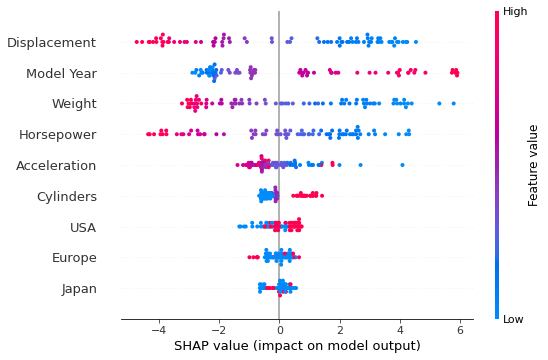 High
Displacement
Model Year
Weight
Horsepower
Acceleration
Cylinders
USA
Europe
Japan
Feature value
Low
−4 −2 0 2 4 6
SHAP value (impact on model output)